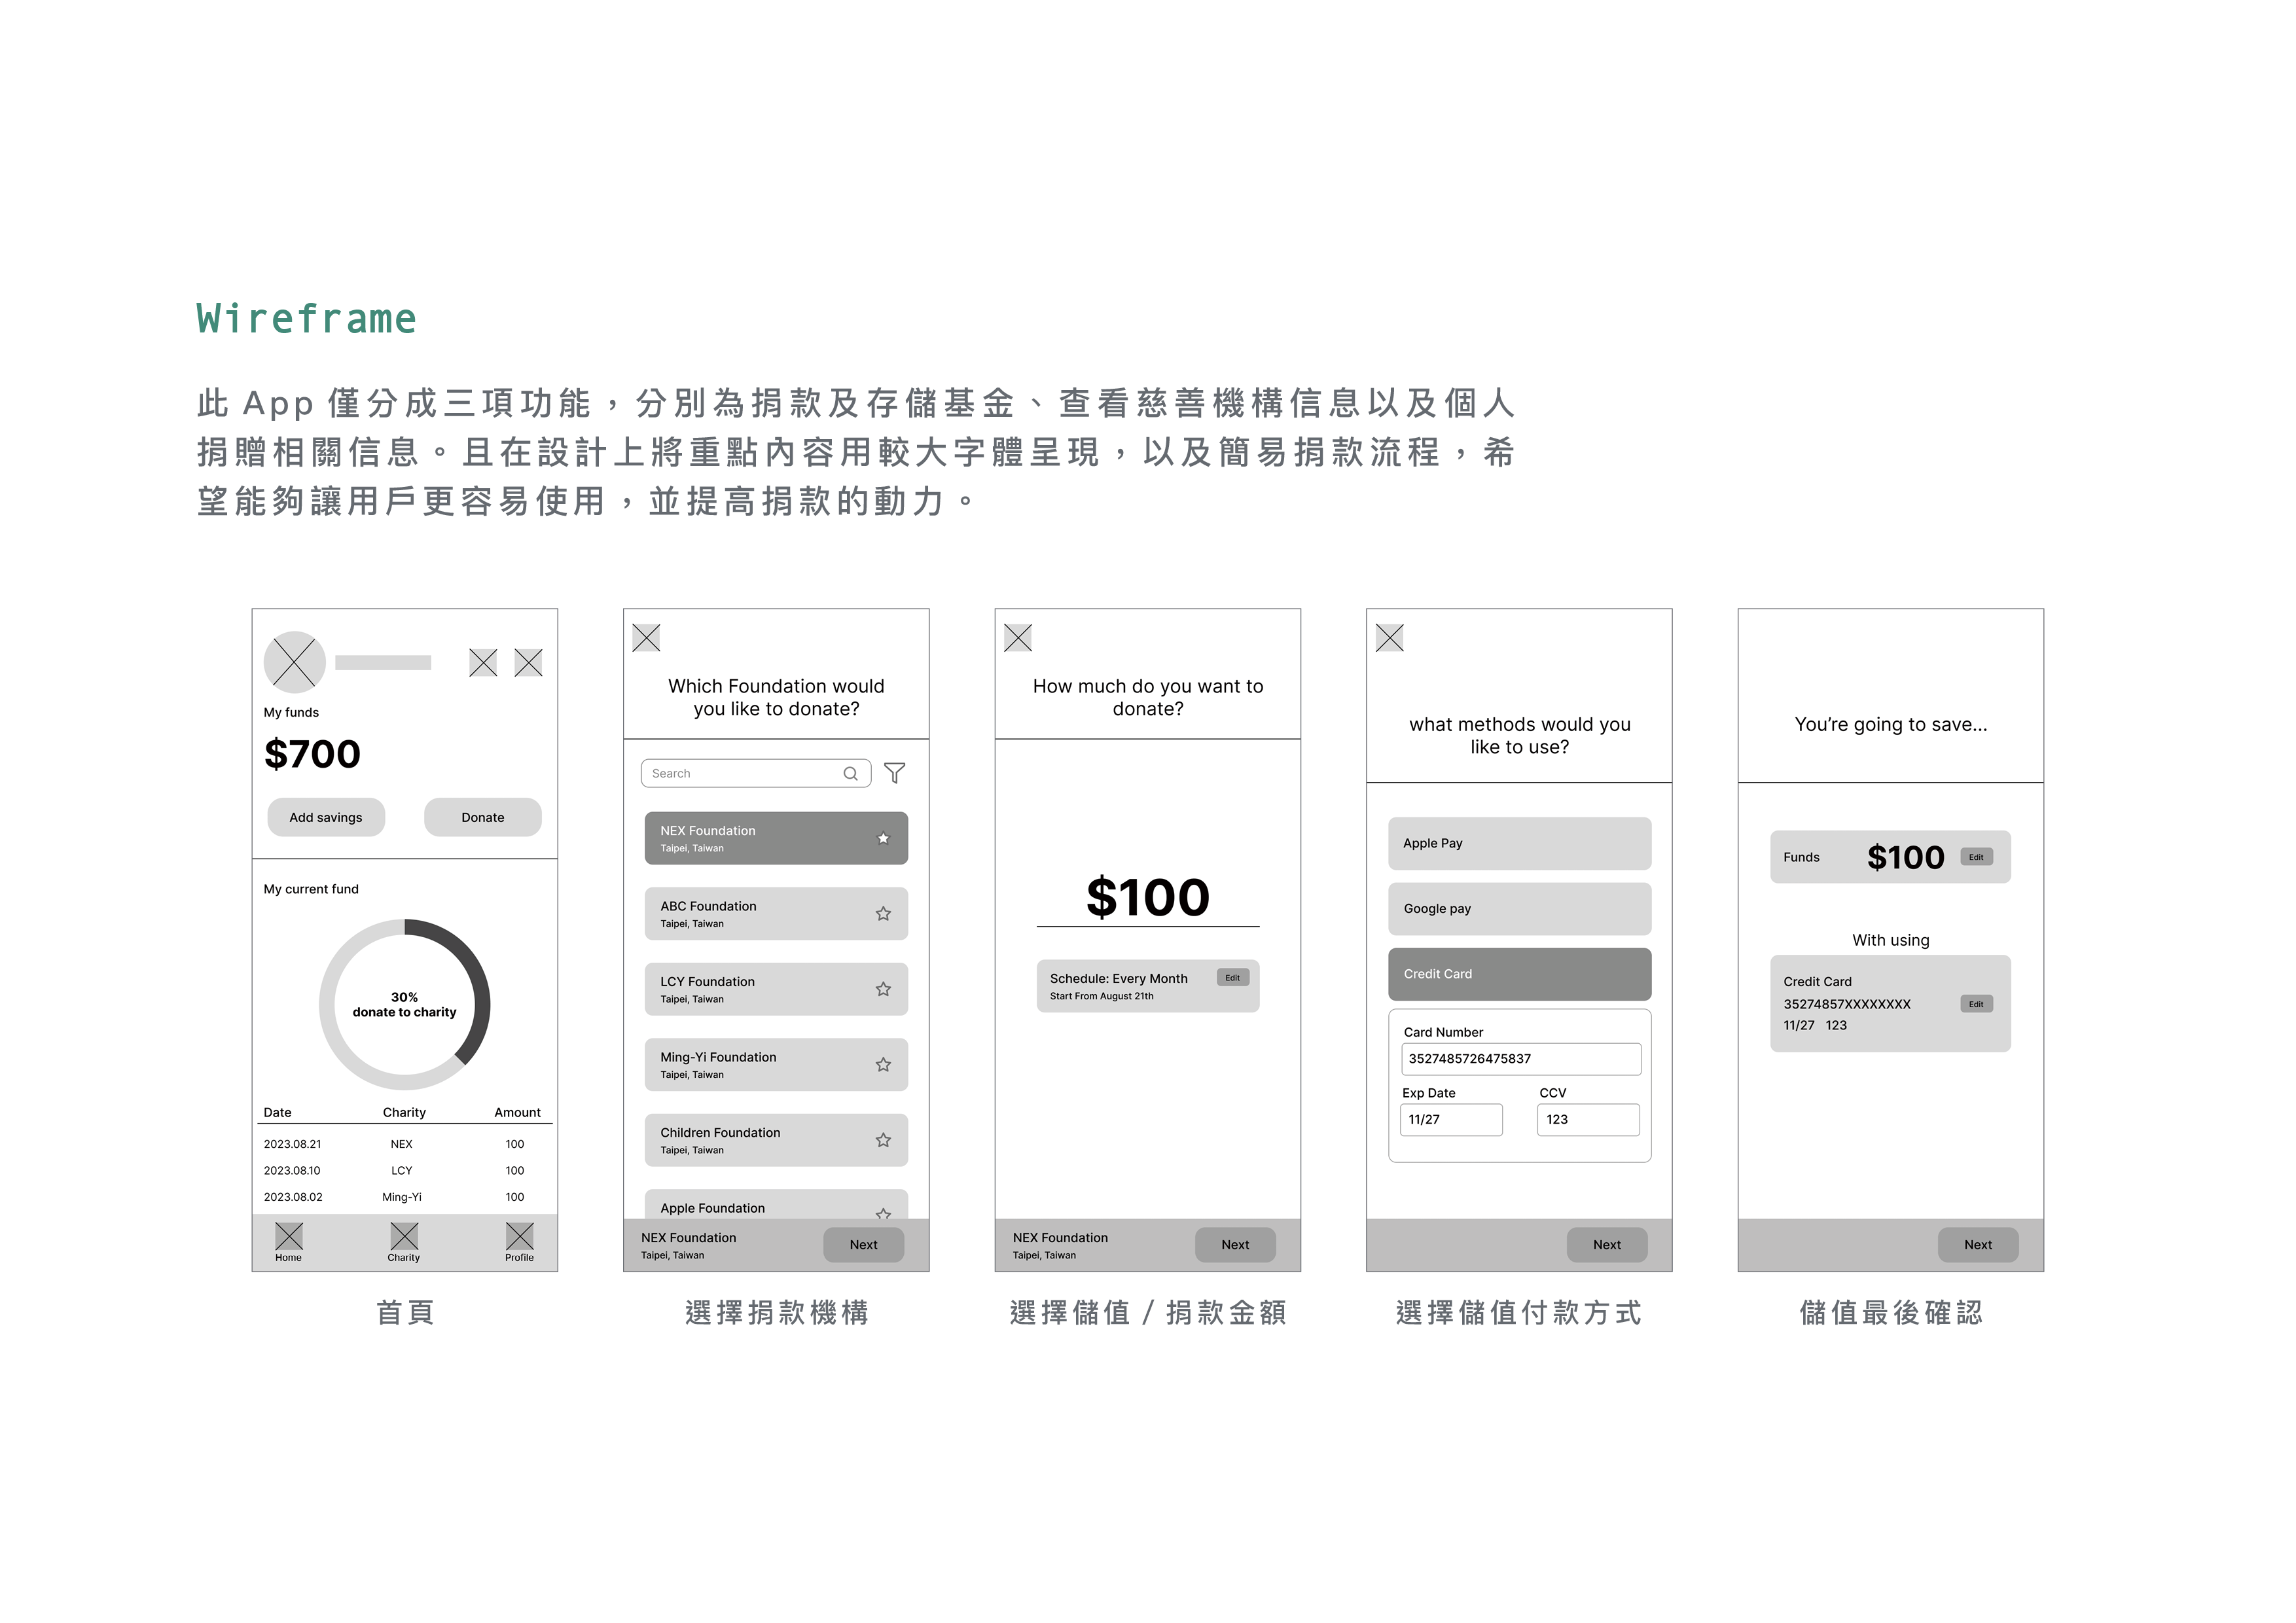 Wireframe
此 App 僅分成三項功能，分別為捐款及存儲基金、查看慈善機構信息以及個人
捐贈相關信息。且在設計上將重點內容用較大字體呈現，以及簡易捐款流程，希
望能夠讓用戶更容易使用，並提高捐款的動力。
My funds
$700
Add savings Donate
My current fund
30%
donate to charity
Date Charity Amount
2023.08.21 NEX 100
2023.08.10 LCY 100
2023.08.02 Ming-Yi 100
Home Charity Profile
首頁
Which Foundation would
you like to donate?
Search
NEX Foundation
Taipei, Taiwan
ABC Foundation
Taipei, Taiwan
LCY Foundation
Taipei, Taiwan
Ming-Yi Foundation
Taipei, Taiwan
Children Foundation
Taipei, Taiwan
Apple Foundation
NEX Foundation
Taipei, Taiwan
Next
選擇捐款機構
How much do you want to
donate?
$100
Schedule: Every Month
Start From August 21th
Edit
NEX Foundation
Taipei, Taiwan
Next
選擇儲值 / 捐款金額
what methods would you
like to use?
Apple Pay
Google pay
Credit Card
Card Number
3527485726475837
Exp Date CCV
11/27 123
Next
選擇儲值付款方式
You’re going to save...
Funds $100 Edit
With using
Credit Card
35274857XXXXXXXX
Edit
11/27 123
Next
儲值最後確認